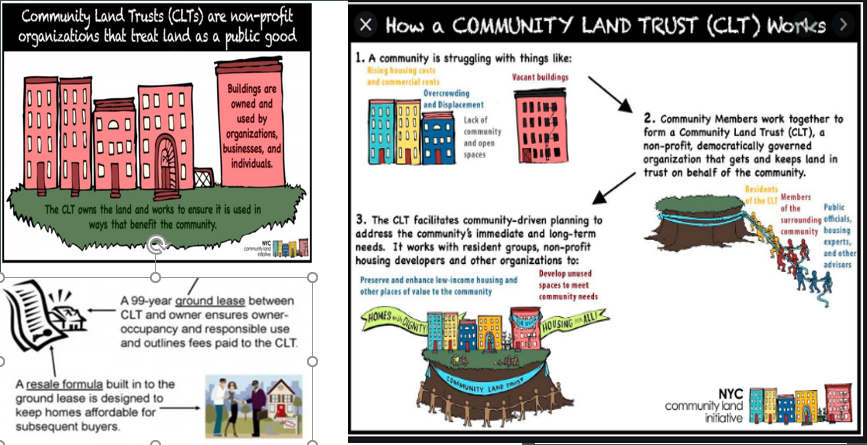 Community Land Trusts (CLTs) are non-profit
organizations that treat land as a public good
Buildings are
owned and
used by
organizations,
businesses, and
individuals.
The CLT owns the land and works to ensure it is used in
ways that benefit the community.
NYC
community land
initiative
A 99-year ground lease between
CLT and owner ensures owner-
occupancy and responsible use
and outlines fees paid to the CLT.
A resale formula built in to the
ground lease is designed to
keep homes affordable for
subsequent buyers.
How a COMMUNITY LAND TRUST (CLT) Works
1. A community is struggling with things like:
Rising housing costs
and commercial rents
Overcrowding
and Displacement
Lack of
community
and open
spaces
Vacant buildings
2. Community Members work together to
form a Community Land Trust (CLT), a
non-profit, democratically governed
organization that gets and keeps land in
trust on behalf of the community.
Residents
of the CLT
Members
of the
surrounding
community
Public
officials,
housing
experts,
and other
advisors
3. The CLT facilitates community-driven planning to
address the community's immediate and long-term
needs. It works with resident groups, non-profit
housing developers and other organizations to:
Preserve and enhance low-income housing and
other places of value to the community
Develop unused
spaces to meet
community needs
HOMES with DIGNITY
HOUSING FOR ALL!
COMMUNITY LAND TRUST
NYC
community land
initiative